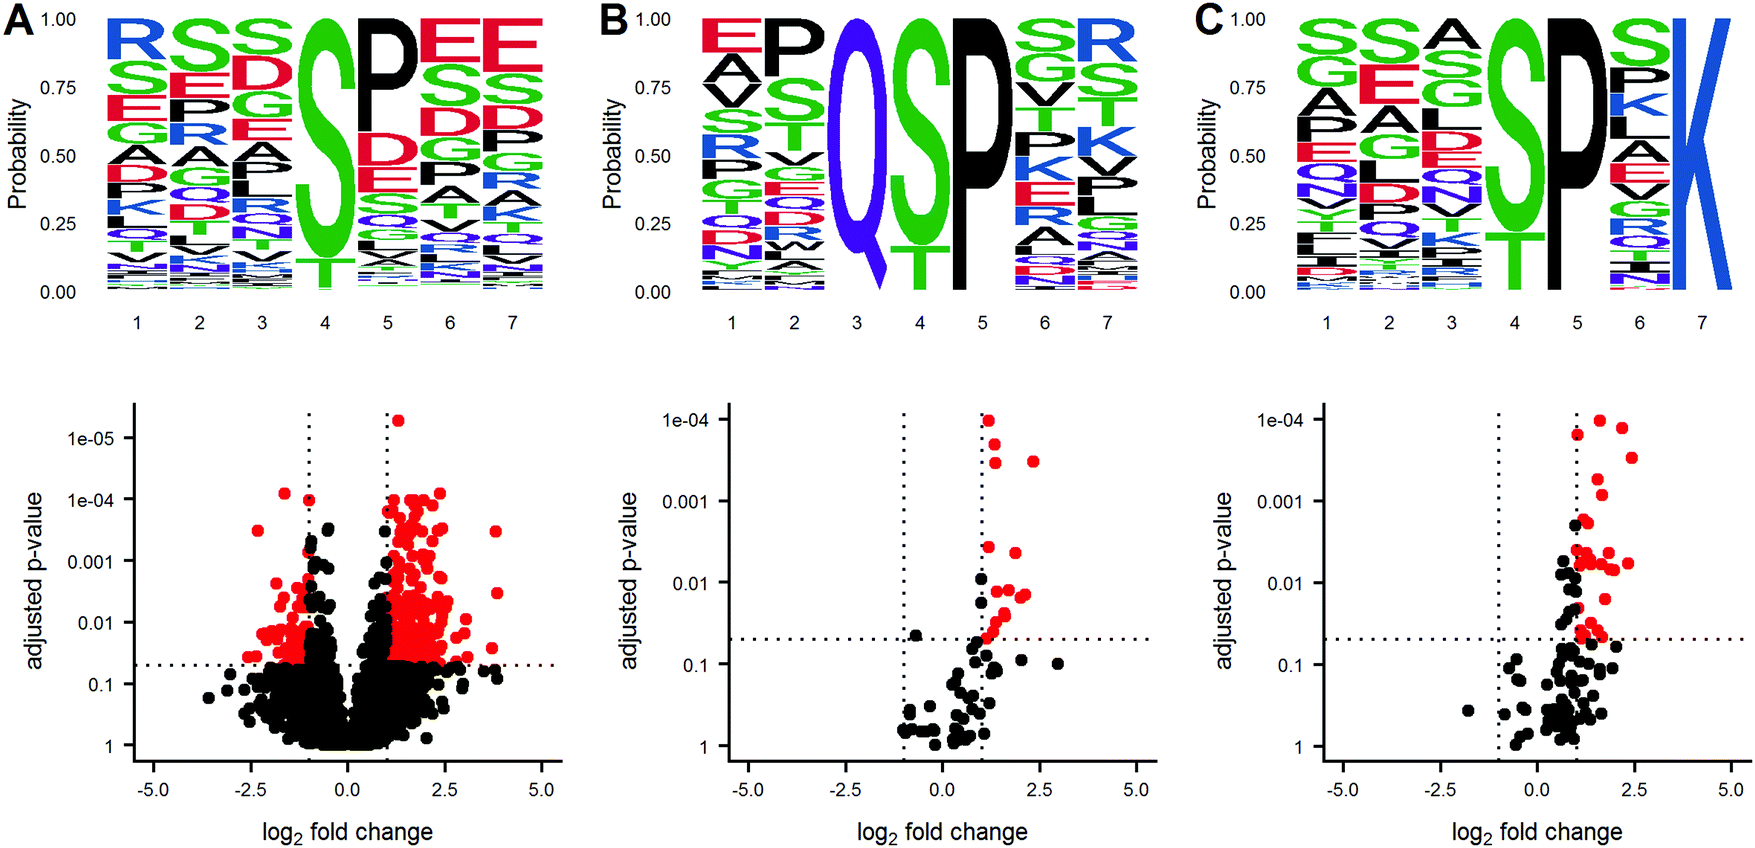 A
B
C
Probability
1.00
0.75
0.50
0.25
0.00
1 2 3 4 5 6 7
Probability
1.00
0.75
0.50
0.25
0.00
1 2 3 4 5 6 7
Probability
1.00
0.75
0.50
0.25
0.00
1 2 3 4 5 6 7
R S S S P E E
S E D T D S S
E P G E D D
G R E S G P
A A A Q P G
D G P G A R
P Q L T A
K D R K
E P Q S P S R
A S T G S
V T V T
S V T K
R G P V
P E K P
G Q E L
T D R G
S S A S P S K
G E S T P
A A G K
P G L L
E L D A
Q D E E
N P Q V
adjusted p-value
1e-05
1e-04
0.001
0.01
0.1
1
-5.0 -2.5 0.0 2.5 5.0
log2 fold change
adjusted p-value
1e-04
0.001
0.01
0.1
1
-5.0 -2.5 0.0 2.5 5.0
log2 fold change
adjusted p-value
1e-04
0.001
0.01
0.1
1
-5.0 -2.5 0.0 2.5 5.0
log2 fold change